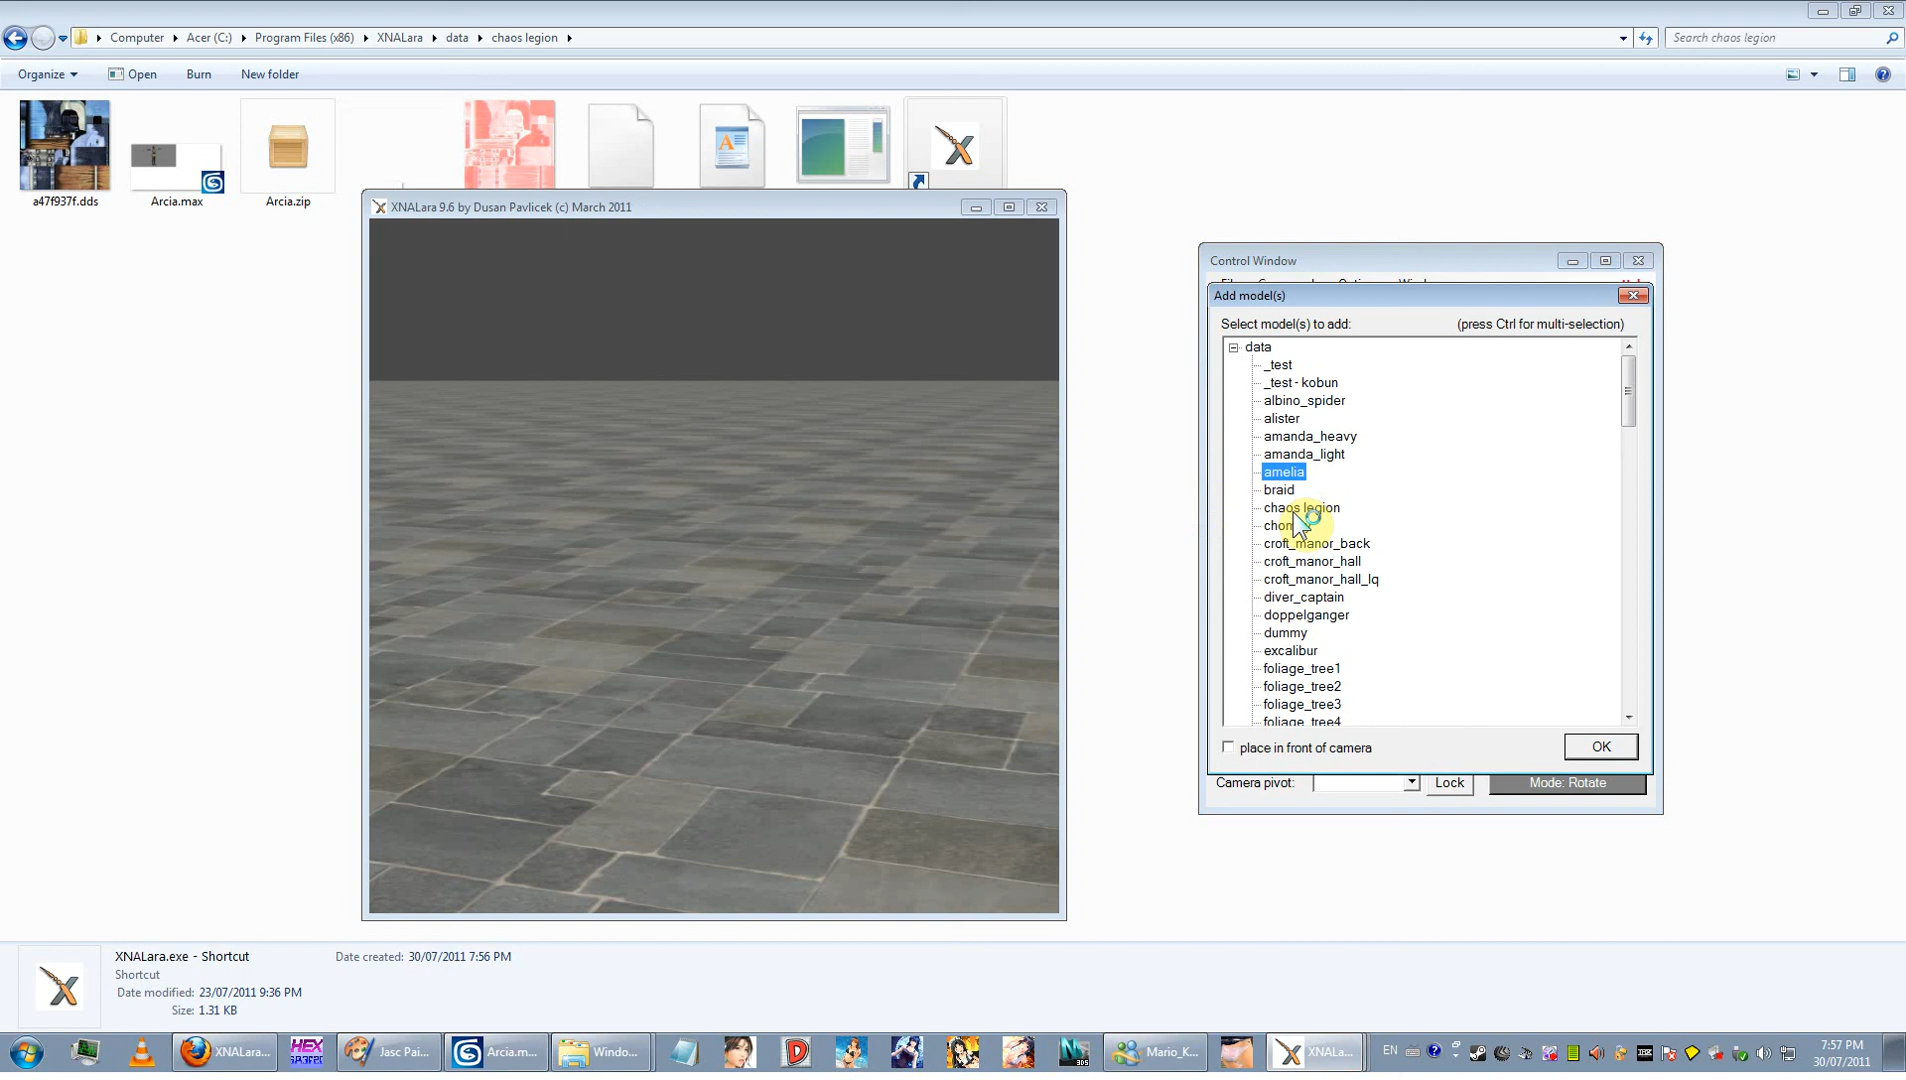 Computer Acer (C:) Program Files (x86) XNALara data chaos legion
Search chaos legion
Organize Open Burn New folder
a47f937f.dds
Arcia.max
Arcia.zip
XNALara 9.6 by Dusan Pavlicek (c) March 2011
Control Window
Add model(s)
Select model(s) to add: (press Ctrl for multi-selection)
data
_test
_test - kobun
albino_spider
alister
amanda_heavy
amanda_light
amelia
braid
chaos legion
croft_manor_back
croft_manor_hall
croft_manor_hall_lq
diver_captain
doppelganger
dummy
excalibur
foliage_tree1
foliage_tree2
foliage_tree3
foliage_tree4
place in front of camera
OK
Camera pivot: Lock Mode: Rotate
XNALara.exe - Shortcut
Date created: 30/07/2011 7:56 PM
Shortcut
Date modified: 23/07/2011 9:36 PM
Size: 1.31 KB
XNALara...
HEX
Jasc Pai...
Arcia.m...
Windo...
Mario_K...
XNALa...
EN
7:57 PM
30/07/2011